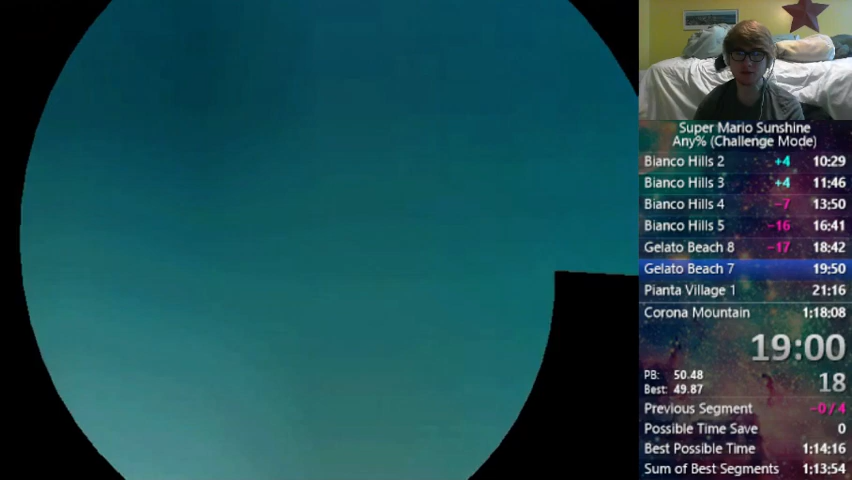 Super Mario Sunshine
Any% (Challenge Mode)
Bianco Hills 2 +4 10:29
Bianco Hills 3 +4 11:46
Bianco Hills 4 -7 13:50
Bianco Hills 5 -16 16:41
Gelato Beach 8 -17 18:42
Gelato Beach 7 19:50
Pianta Village 1 21:16
Corona Mountain 1:18:08
19:00
PB: 50.48
Best: 49.87
18
Previous Segment -0 / 4
Possible Time Save 0
Best Possible Time 1:14:16
Sum of Best Segments 1:13:54